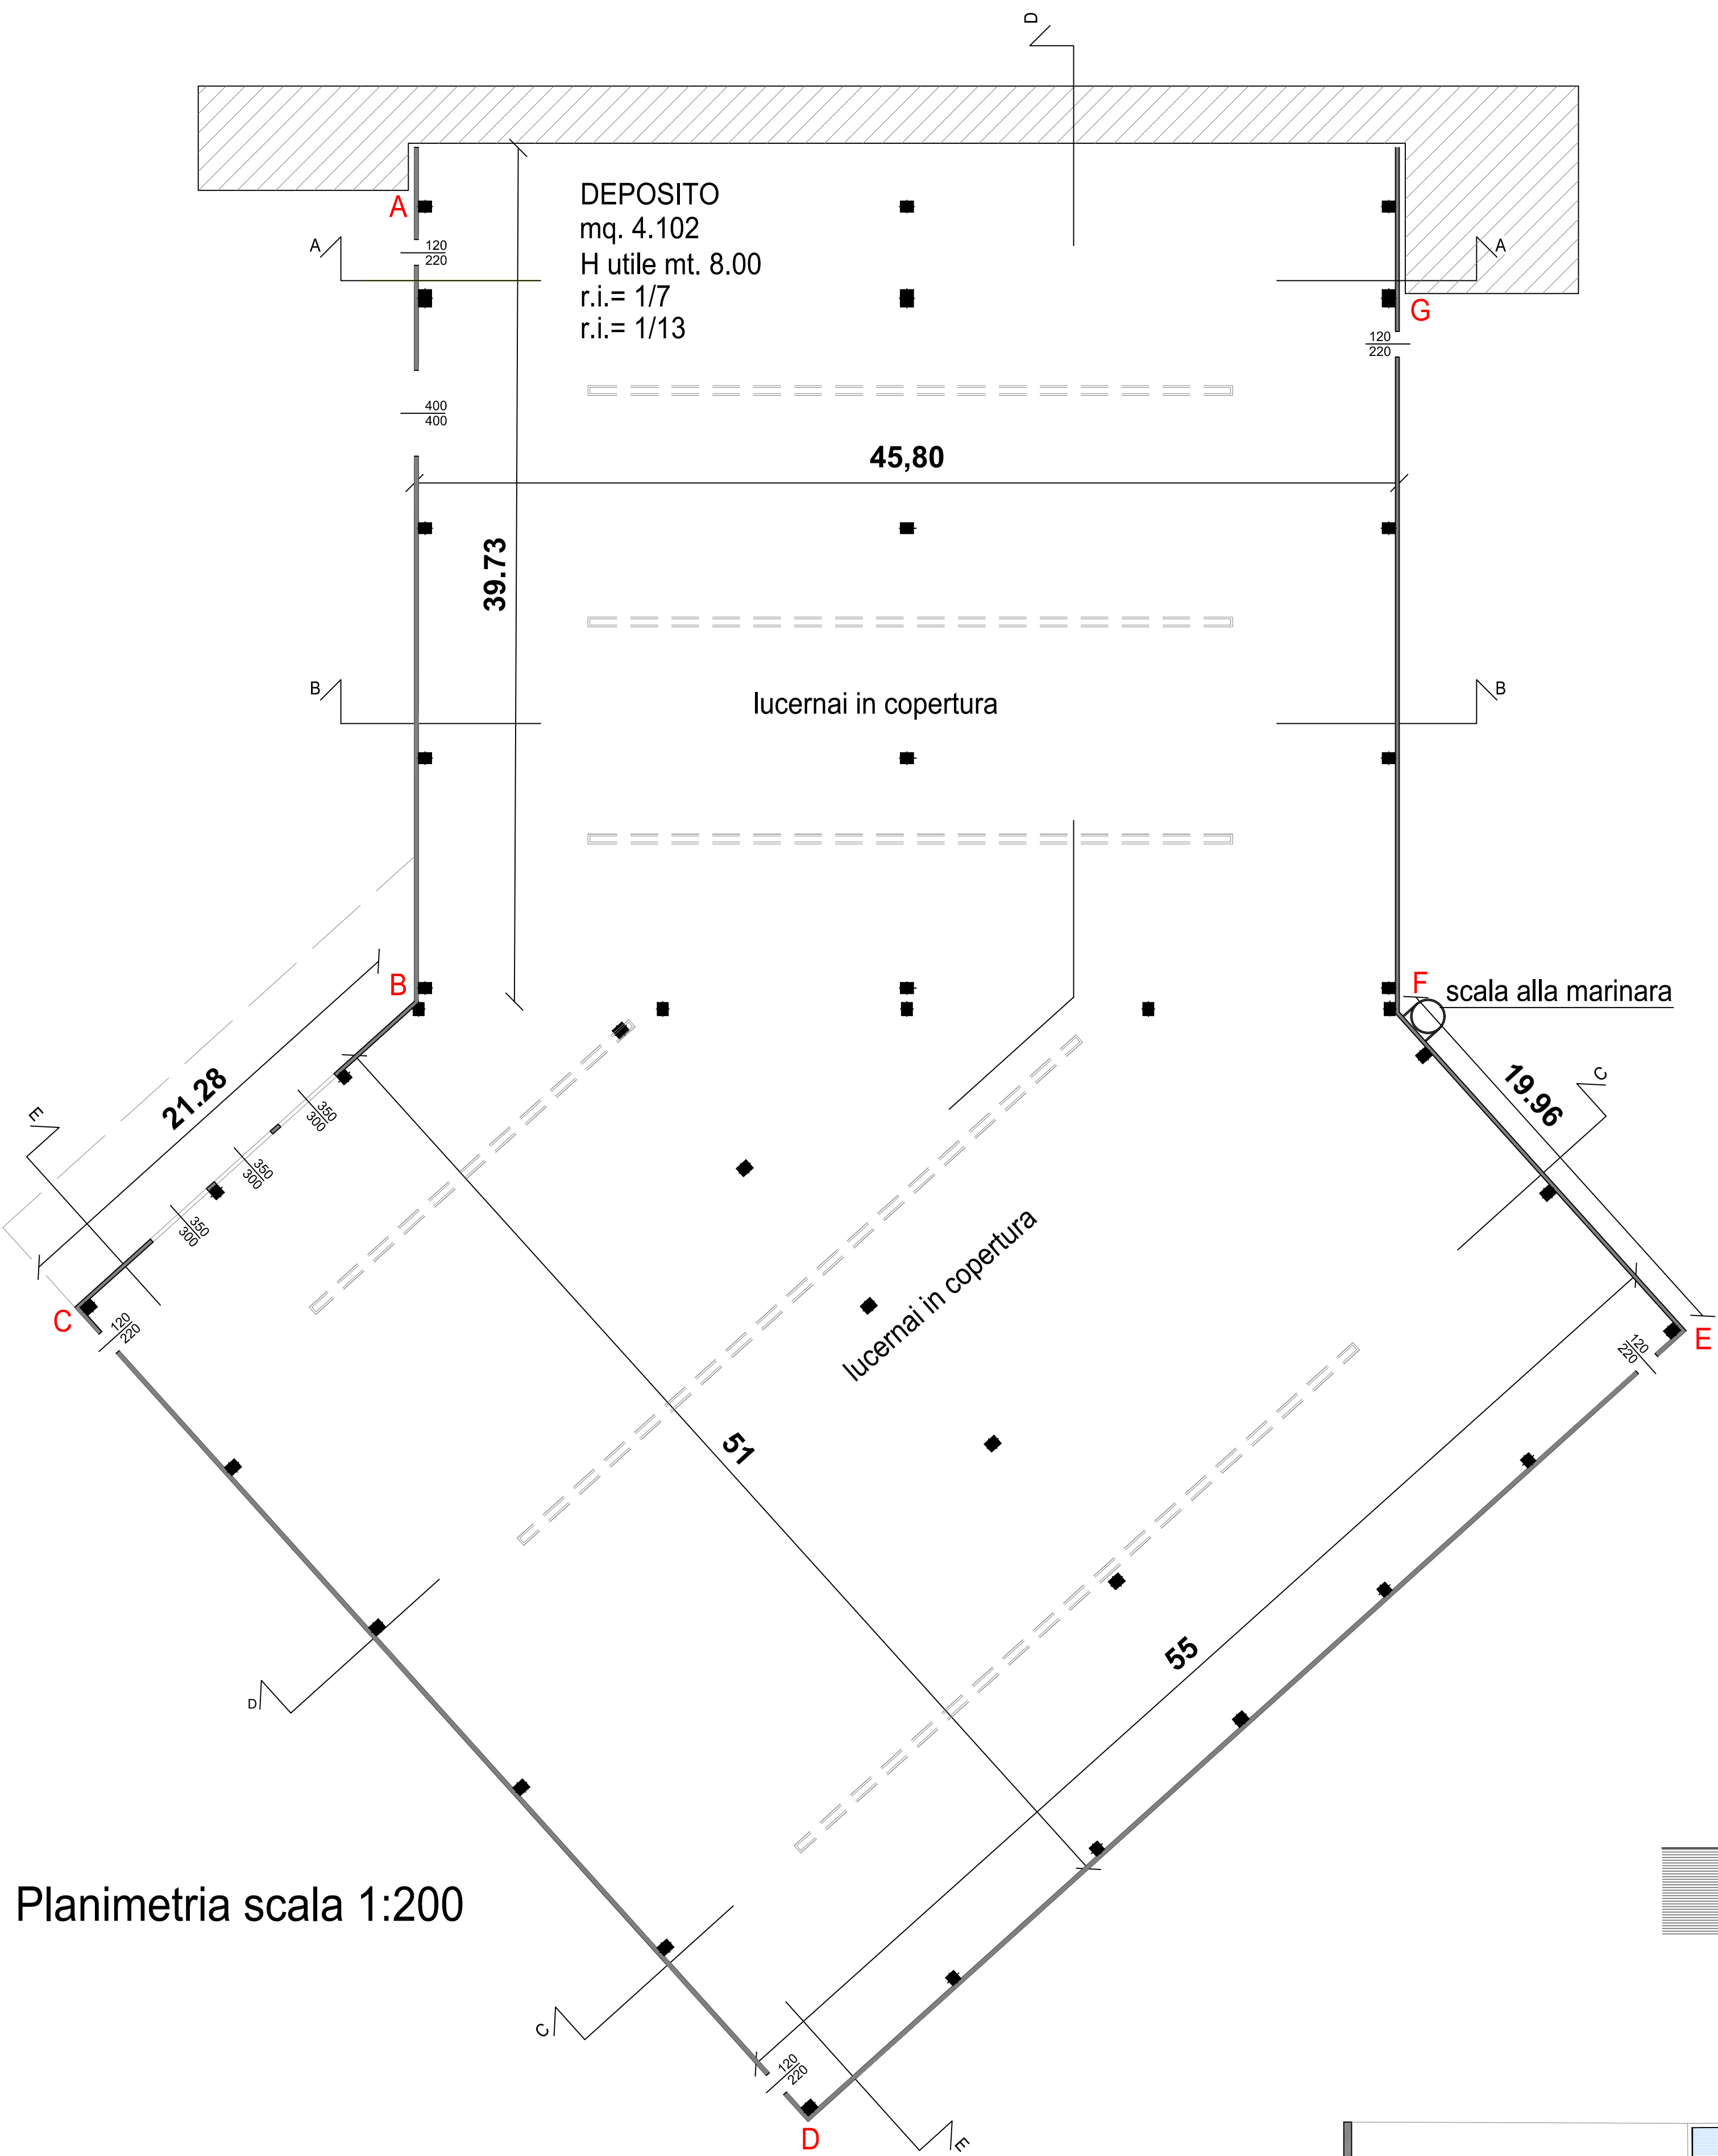 D
DEPOSITO
mq. 4.102
H utile mt. 8.00
r.i.= 1/7
r.i.= 1/13
A
A
120
220
A
G
120
220
400
400
45,80
39.73
B
lucernai in copertura
B
B
F
scala alla marinara
21.28
19.96
C
E
350
300
350
300
350
300
C
120
220
lucernai in copertura
120
220
E
51
55
D
Planimetria scala 1:200
C
120
220
D
E